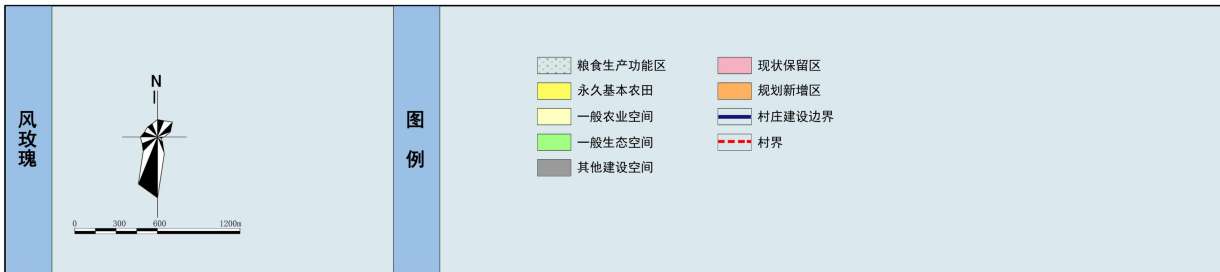 风玫瑰
N
0 300 600 1200m
图例
粮食生产功能区
永久基本农田
一般农业空间
一般生态空间
其他建设空间
现状保留区
规划新增区
村庄建设边界
村界